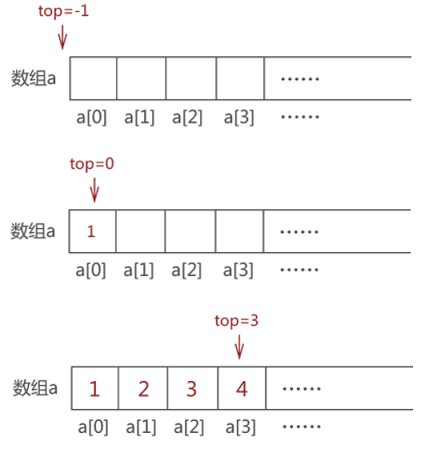 top=-1
数组a ……
a[0] a[1] a[2] a[3] ……
top=0
数组a 1 ……
a[0] a[1] a[2] a[3] ……
top=3
数组a 1 2 3 4 ……
a[0] a[1] a[2] a[3] ……